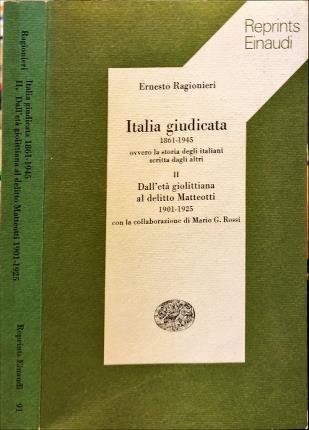 Reprints
Einaudi
Ernesto Ragionieri
Italia giudicata
1861-1945
ovvero la storia degli italiani
scritta dagli altri
II
Dall'età giolittiana
al delitto Matteotti
1901-1925
con la collaborazione di Mario G. Rossi
Ragionieri
Italia giudicata 1861-1945
II. Dall'età giolittiana al delitto Matteotti 1901-1925
Reprints Einaudi
91